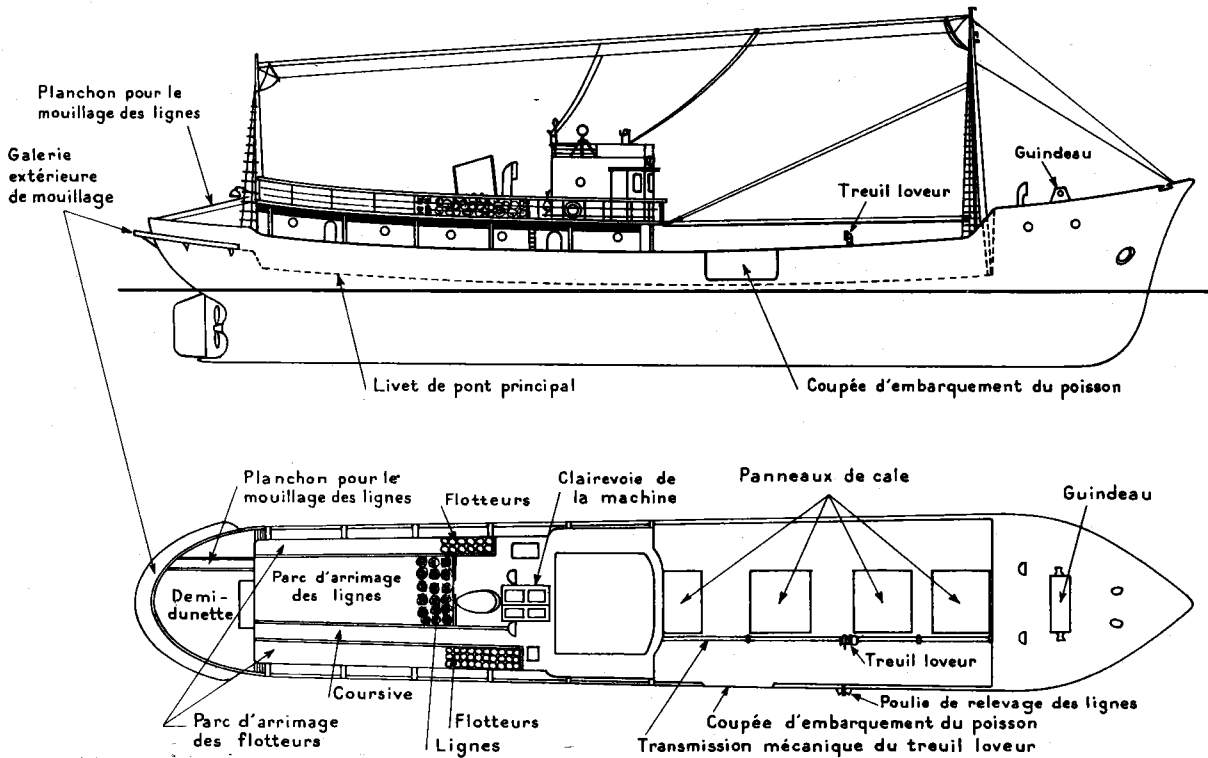 Planchon pour le
mouillage des lignes
Galerie
extérieure
de mouillage
Guindeau
Treuil loveur
Livet de pont principal
Coupée d'embarquement du poisson
Planchon pour le
mouillage des lignes
Flotteurs
Clairevoie de
la machine
Panneaux de cale
Guindeau
Parc d'arrimage
des lignes
Demi-
dunette
Treuil loveur
Coursive
Poulie de relevage des lignes
Parc d'arrimage
des flotteurs
Flotteurs
Lignes
Coupée d'embarquement du poisson
Transmission mécanique du treuil loveur